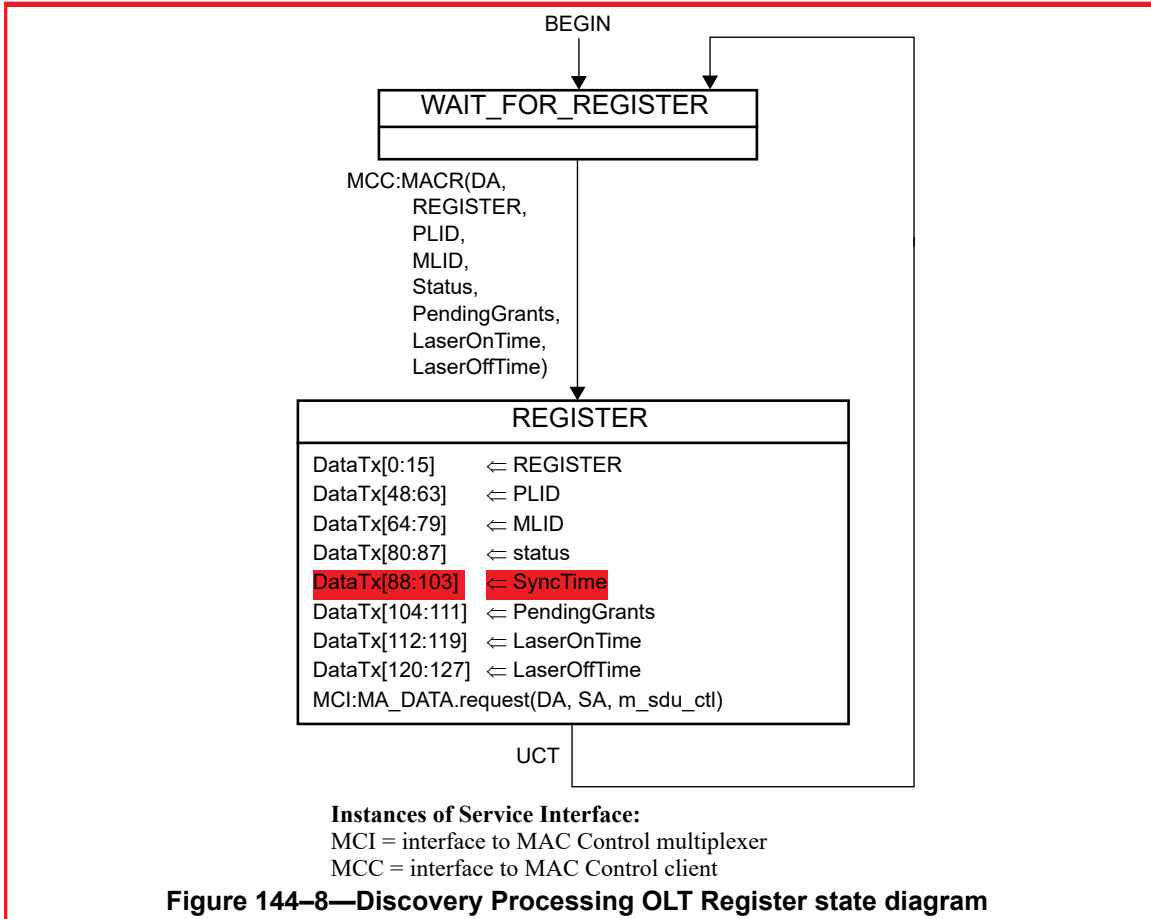 BEGIN
WAIT_FOR_REGISTER
MCC:MACR(DA,
REGISTER,
PLID,
MLID,
Status,
PendingGrants,
LaserOnTime,
LaserOffTime)
REGISTER
DataTx[0:15] ⇐ REGISTER
DataTx[48:63] ⇐ PLID
DataTx[64:79] ⇐ MLID
DataTx[80:87] ⇐ status
DataTx[88:103] ⇐ SyncTime
DataTx[104:111] ⇐ PendingGrants
DataTx[112:119] ⇐ LaserOnTime
DataTx[120:127] ⇐ LaserOffTime
MCI:MA_DATA.request(DA, SA, m_sdu_ctl)
UCT
Instances of Service Interface:
MCI = interface to MAC Control multiplexer
MCC = interface to MAC Control client
Figure 144–8—Discovery Processing OLT Register state diagram